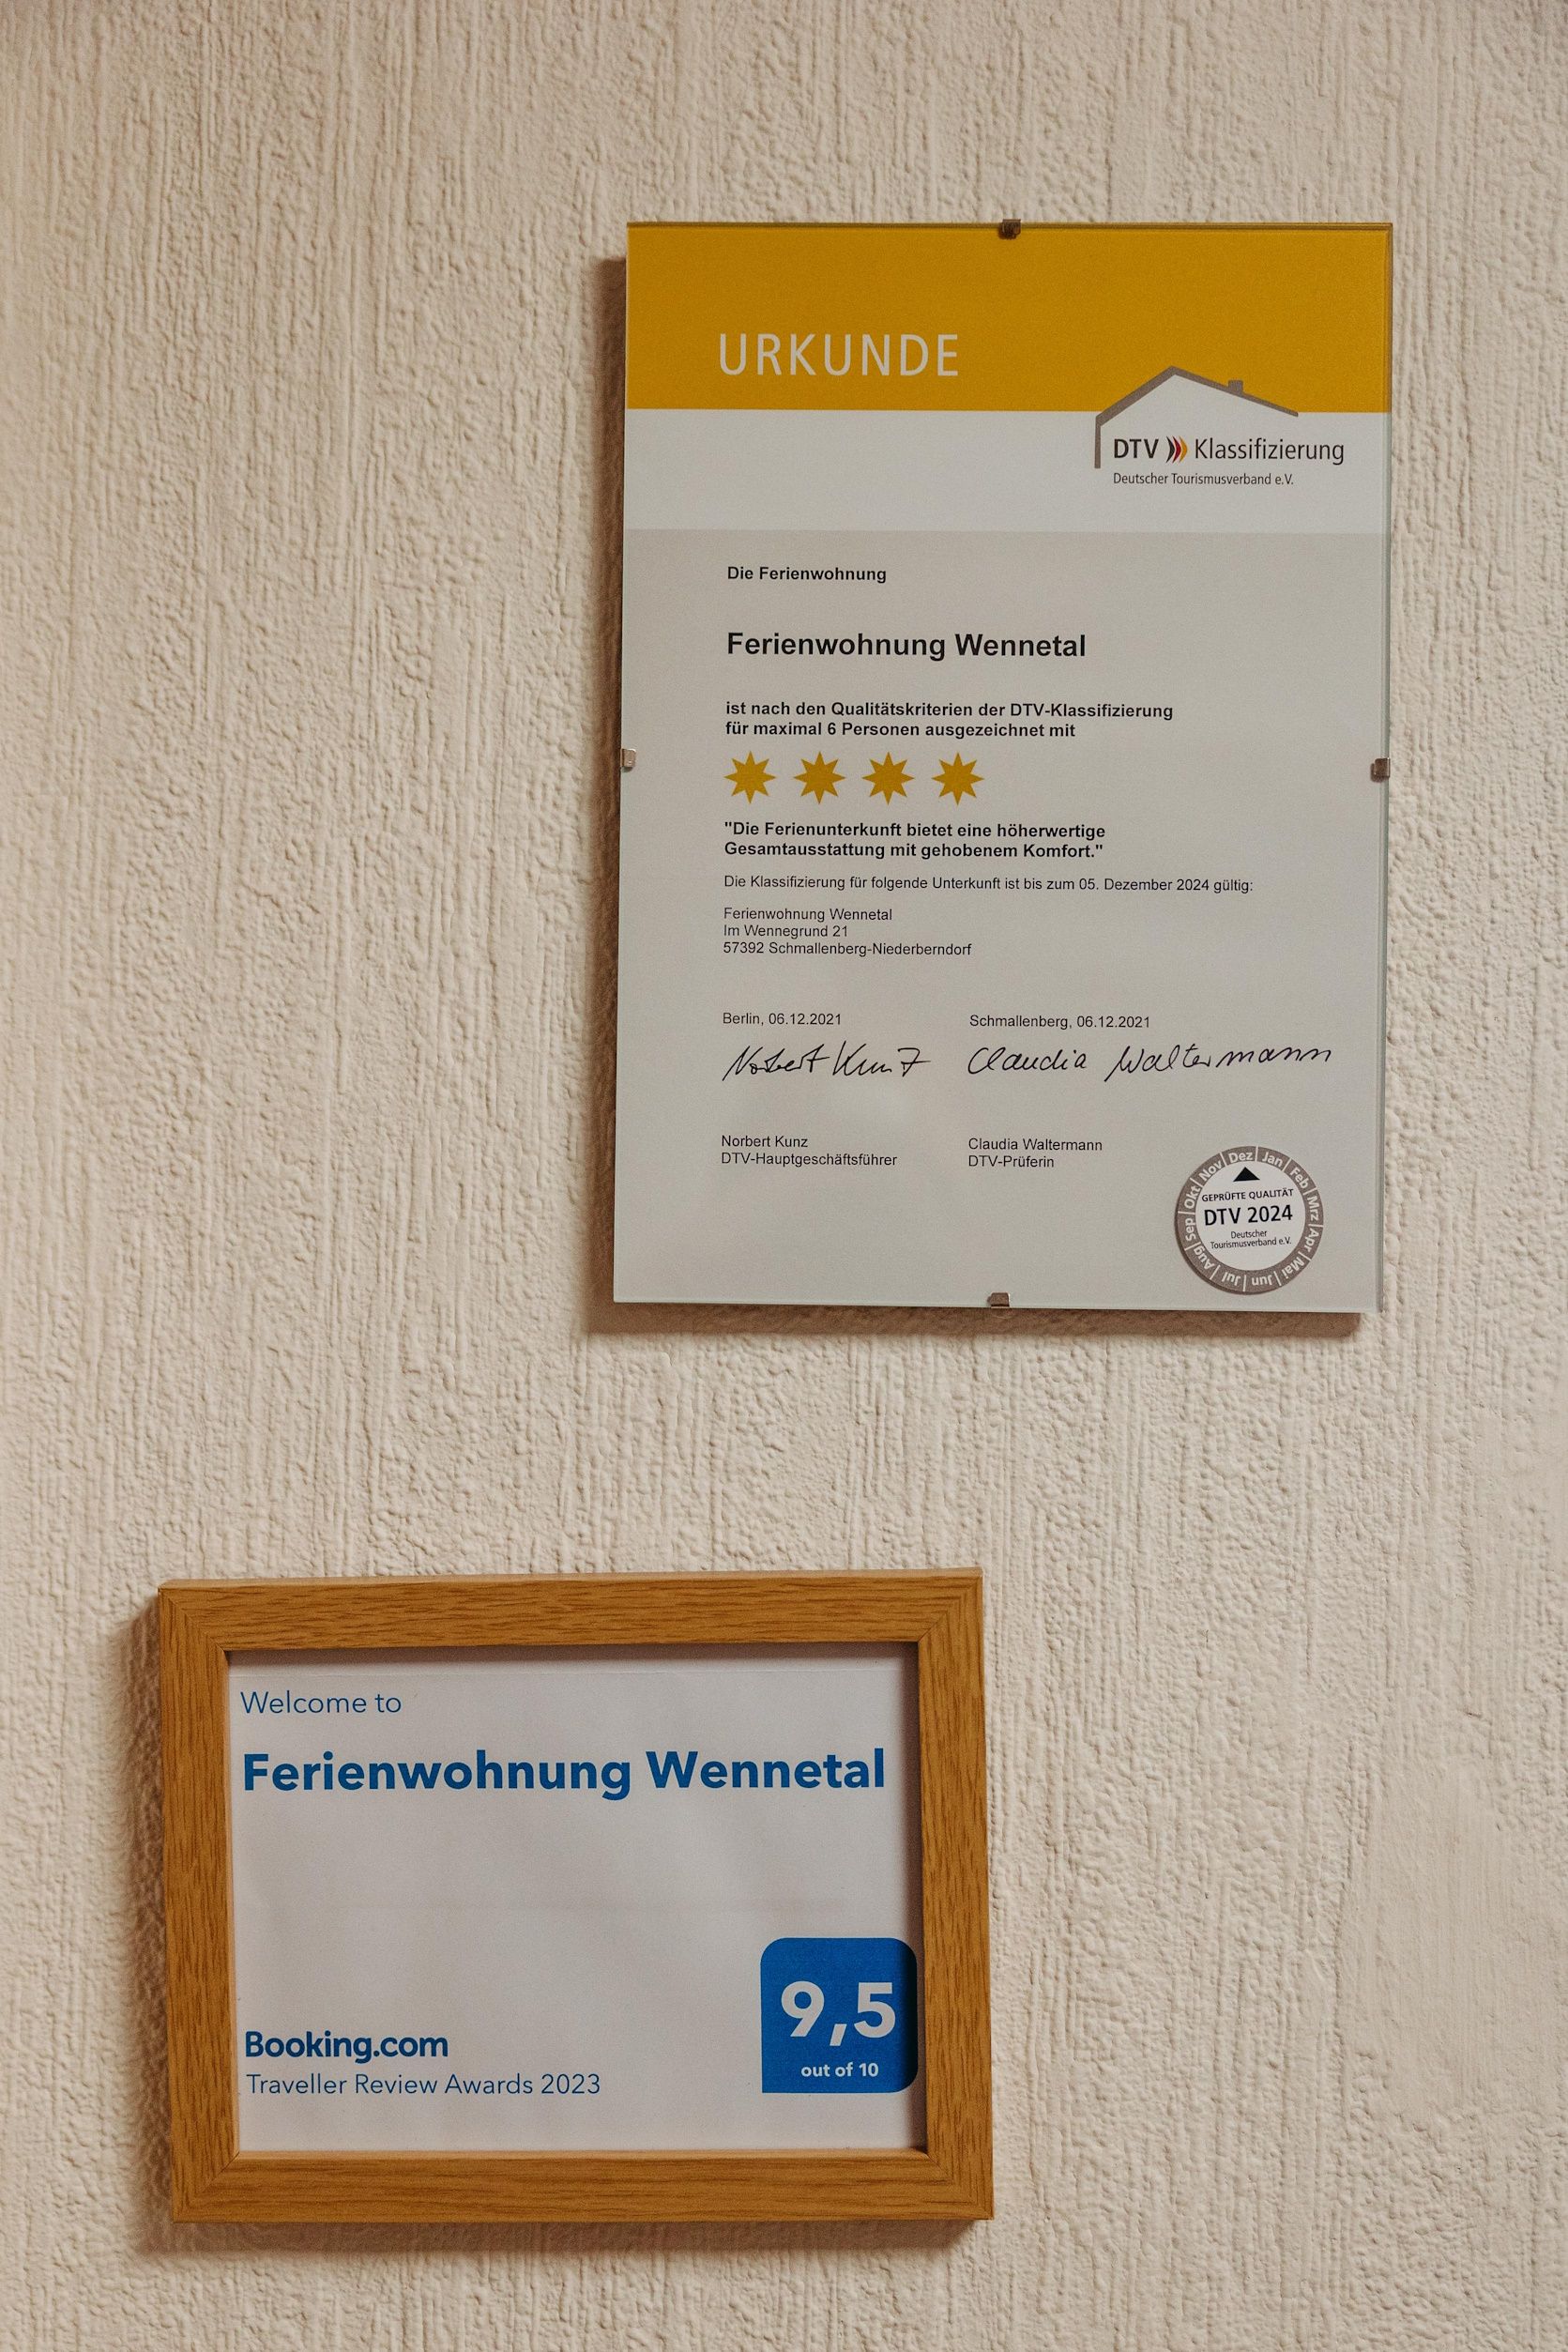 URKUNDE
DTV Klassifizierung
Deutscher Tourismusverband e.V.
Die Ferienwohnung
Ferienwohnung Wennetal
ist nach den Qualitätskriterien der DTV-Klassifizierung
für maximal 6 Personen ausgezeichnet mit
"Die Ferienunterkunft bietet eine höherwertige
Gesamtausstattung mit gehobenem Komfort."
Die Klassifizierung für folgende Unterkunft ist bis zum 05. Dezember 2024 gültig:
Ferienwohnung Wennetal
Im Wennegrund 21
57392 Schmallenberg-Niederberndorf
Berlin, 06.12.2021
Schmallenberg, 06.12.2021
Norbert Kunz
Claudia Waltermann
Norbert Kunz
DTV-Hauptgeschäftsführer
Claudia Waltermann
DTV-Prüferin
Jan | Feb | Mrz | Apr | Mai | Jun | Jul | Aug | Sep | Okt | Nov | Dez
GEPRÜFTE QUALITÄT
DTV 2024
Deutscher
Tourismusverband e.V.
Welcome to
Ferienwohnung Wennetal
9,5
out of 10
Booking.com
Traveller Review Awards 2023